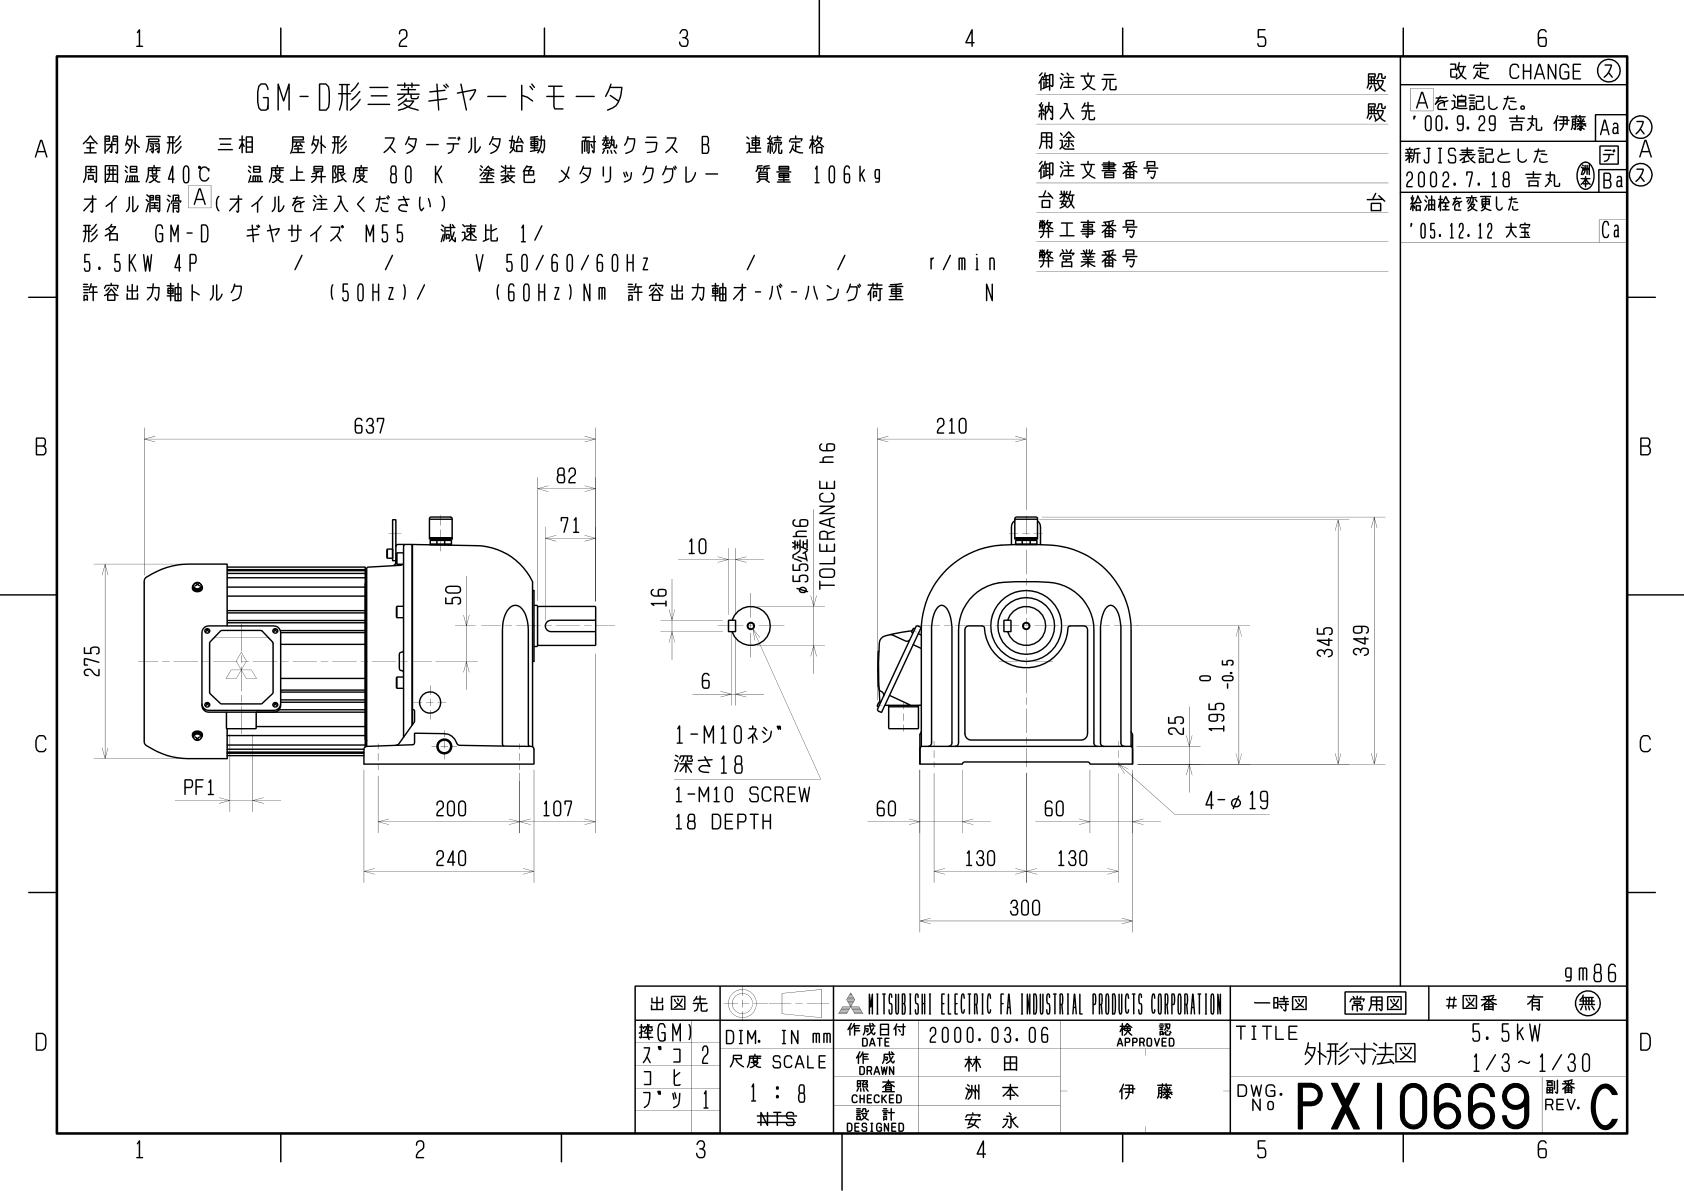 1 2 3 4 5 6
GM-D形三菱ギヤードモータ
全閉外扇形 三相 屋外形 スターデルタ始動 耐熱クラス B 連続定格
周囲温度40℃ 温度上昇限度 80 K 塗装色 メタリックグレー 質量 106kg
オイル潤滑 A (オイルを注入ください)
形名 GM-D ギヤサイズ M55 減速比 1/
5.5KW 4P / / V 50/60/60Hz / / r/min
許容出力軸トルク (50Hz)/ (60Hz)Nm 許容出力軸オ-バ-ハング荷重 N
御注文元 殿
納入先 殿
用途
御注文書番号
台数 台
弊工事番号
弊営業番号
改定 CHANGE ス
Aを追記した。
'00.9.29 吉丸 伊藤 Aa ス
新JIS表記とした デ
2002.7.18 吉丸 洲本 Ba ス
給油栓を変更した
'05.12.12 大宝 Ca
A A
B B
C C
D D
637
82
71
50
275
PF1
200 107
240
10
16
6
φ55公差h6
TOLERANCE h6
1-M10ネジ
深さ18
1-M10 SCREW
18 DEPTH
210
345
349
195 0 -0.5
25
4-φ19
60 60
130 130
300
gm86
出図先
MITSUBISHI ELECTRIC FA INDUSTRIAL PRODUCTS CORPORATION
一時図 常用図 #図番 有 無
GM)
ズコ 2
コヒ
ブツ 1
DIM. IN mm
尺度 SCALE
1 : 8
NTS
作成日付 DATE 2000.03.06
作成 DRAWN 林田
照査 CHECKED 洲本
設計 DESIGNED 安永
検認 APPROVED
伊藤
TITLE 5.5kW
外形寸法図 1/3~1/30
DWG. No PX10669 副番 REV. C
1 2 3 4 5 6